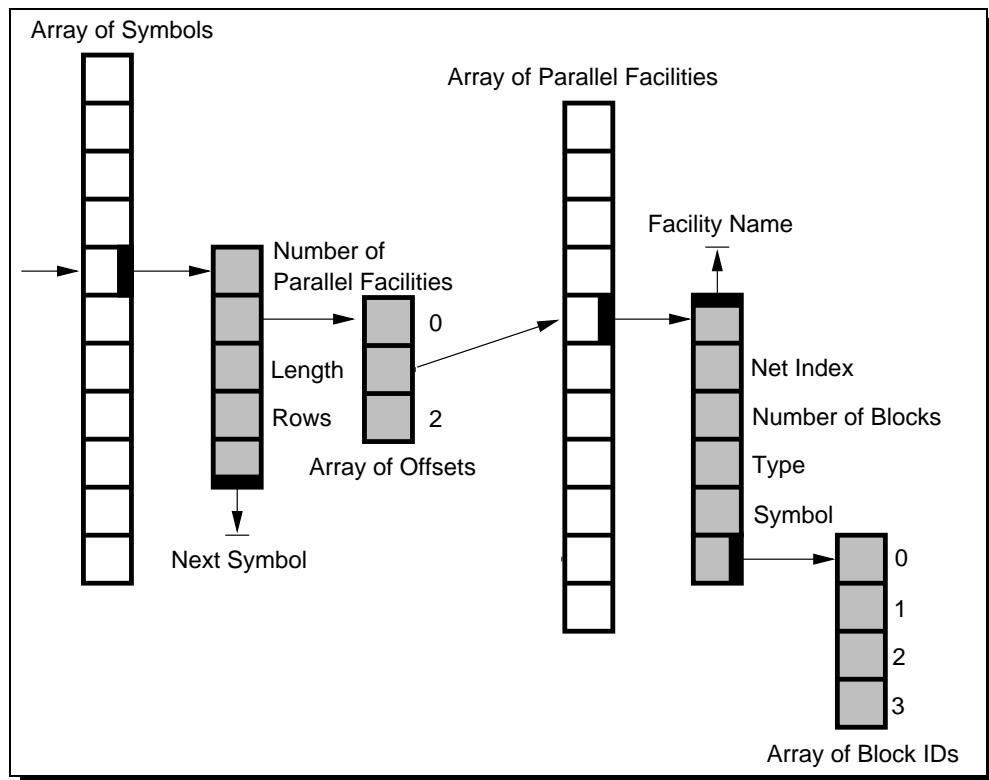 Array of Symbols
Array of Parallel Facilities
Facility Name
Number of
Parallel Facilities
0
Length
Net Index
Rows
2
Number of Blocks
Array of Offsets
Type
Symbol
Next Symbol
0
1
2
3
Array of Block IDs